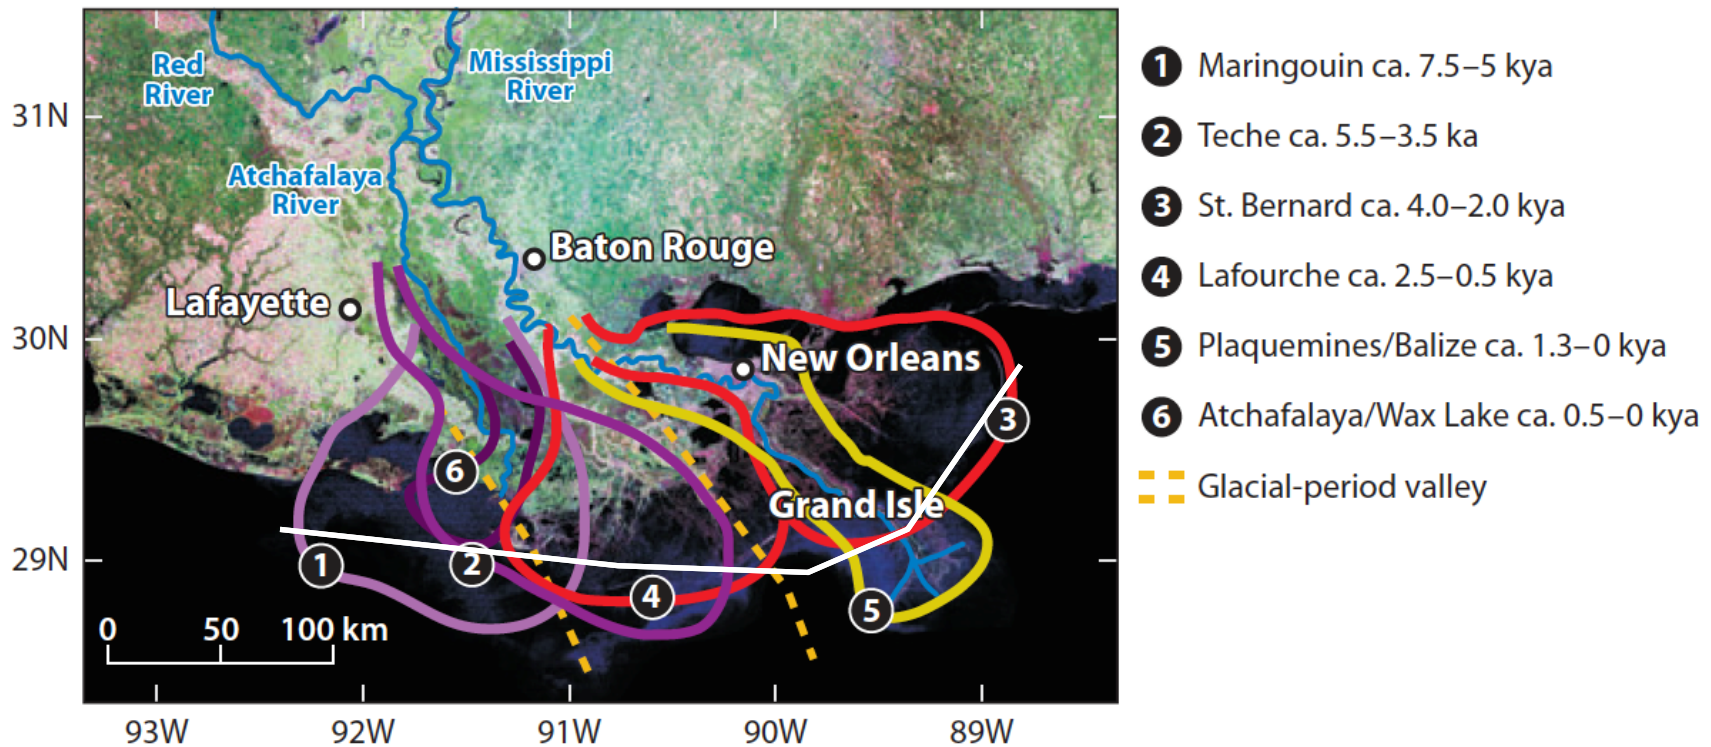 Red
River
Mississippi
River
Atchafalaya
River
Baton Rouge
Lafayette
New Orleans
Grand Isle
31N
30N
29N
1
2
3
4
5
6
0 50 100 km
93W 92W 91W 90W 89W
1 Maringouin ca. 7.5–5 kya
2 Teche ca. 5.5–3.5 ka
3 St. Bernard ca. 4.0–2.0 kya
4 Lafourche ca. 2.5–0.5 kya
5 Plaquemines/Balize ca. 1.3–0 kya
6 Atchafalaya/Wax Lake ca. 0.5–0 kya
Glacial-period valley